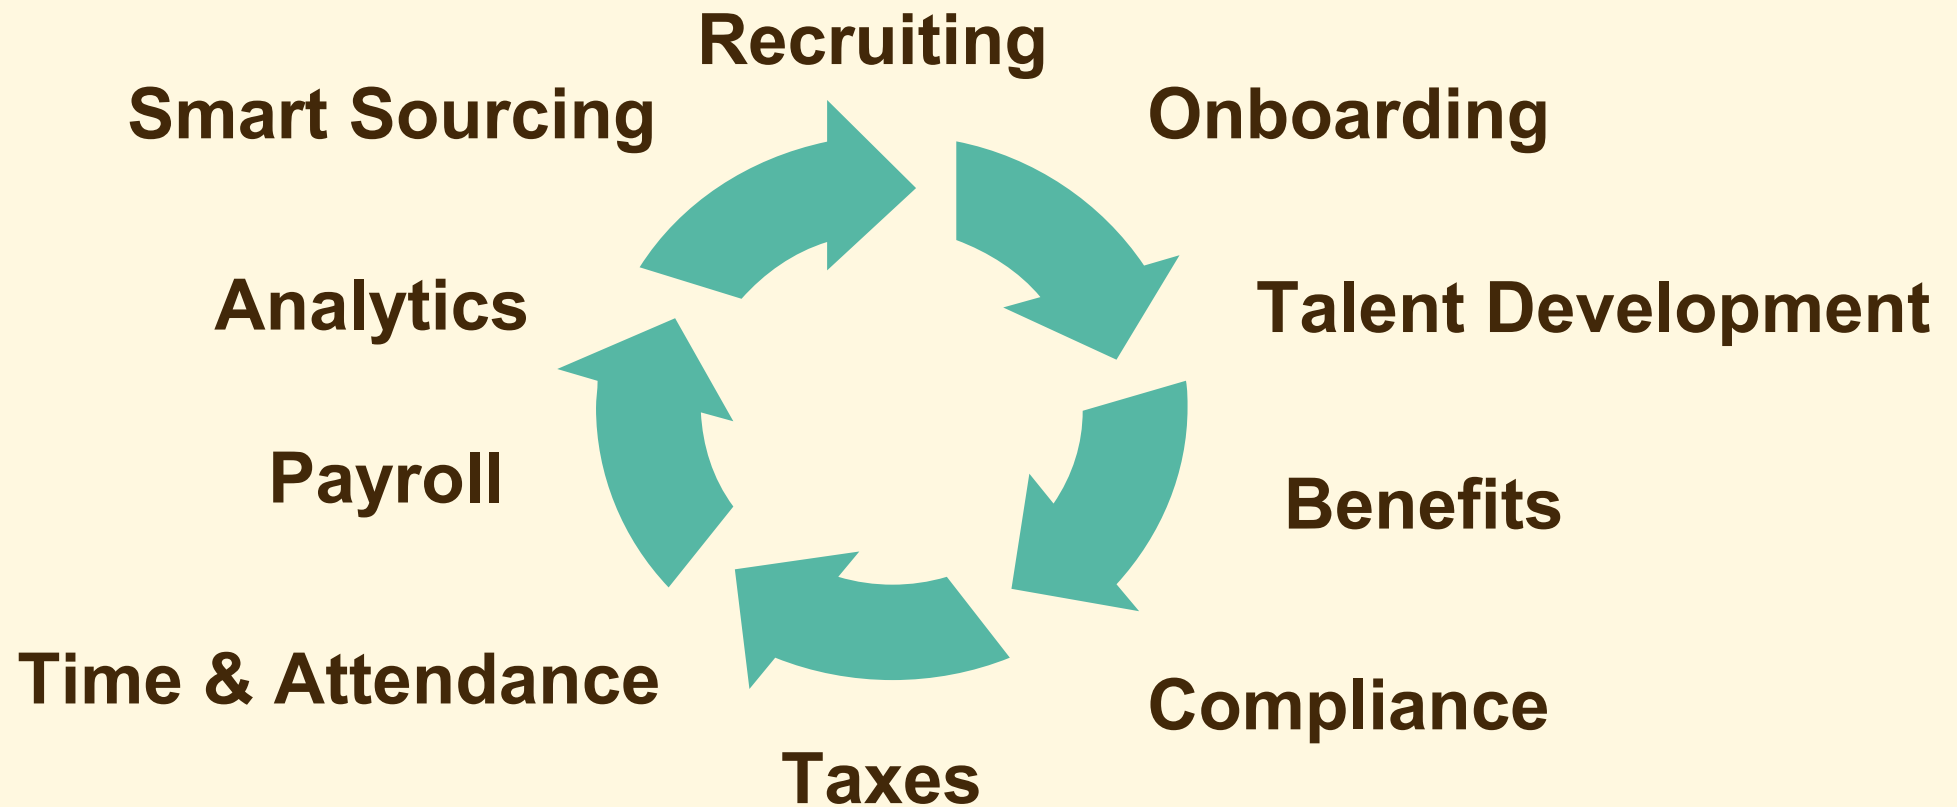 Recruiting
Smart Sourcing
Onboarding
Analytics
Talent Development
Payroll
Benefits
Time & Attendance
Compliance
Taxes